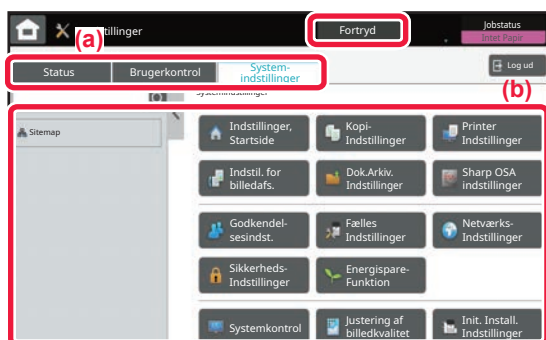 Indstillinger
Fortryd
Jobstatus
Intet Papir
(a)
Status
Brugerkontrol
System-
indstillinger
Log ud
(b)
Systemindstillinger
Sitemap
Indstillinger,
Startside
Kopi-
Indstillinger
Printer
Indstillinger
Indstil. for
billedafs.
Dok.Arkiv.
Indstillinger
Sharp OSA
indstillinger
Godkendel-
sesindst.
Fælles
Indstillinger
Netværks-
Indstillinger
Sikkerheds-
Indstillinger
Energispare-
Funktion
Systemkontrol
Justering af
billedkvalitet
Init. Install.
Indstillinger